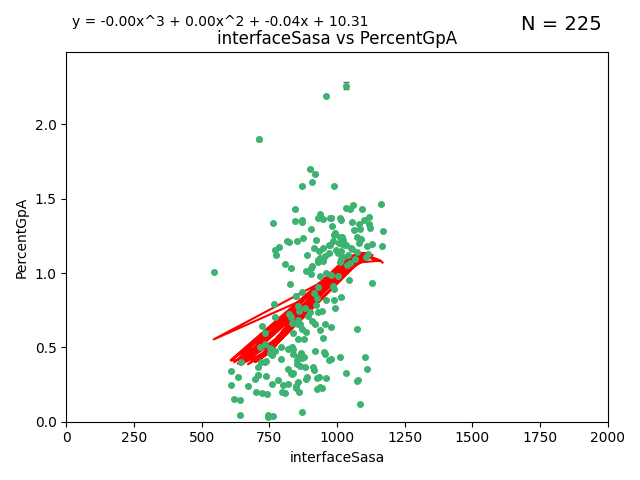 y = -0.00x^3 + 0.00x^2 + -0.04x + 10.31
N = 225
interfaceSasa vs PercentGpA
PercentGpA
2.0
1.5
1.0
0.5
0.0
0 250 500 750 1000 1250 1500 1750 2000
interfaceSasa